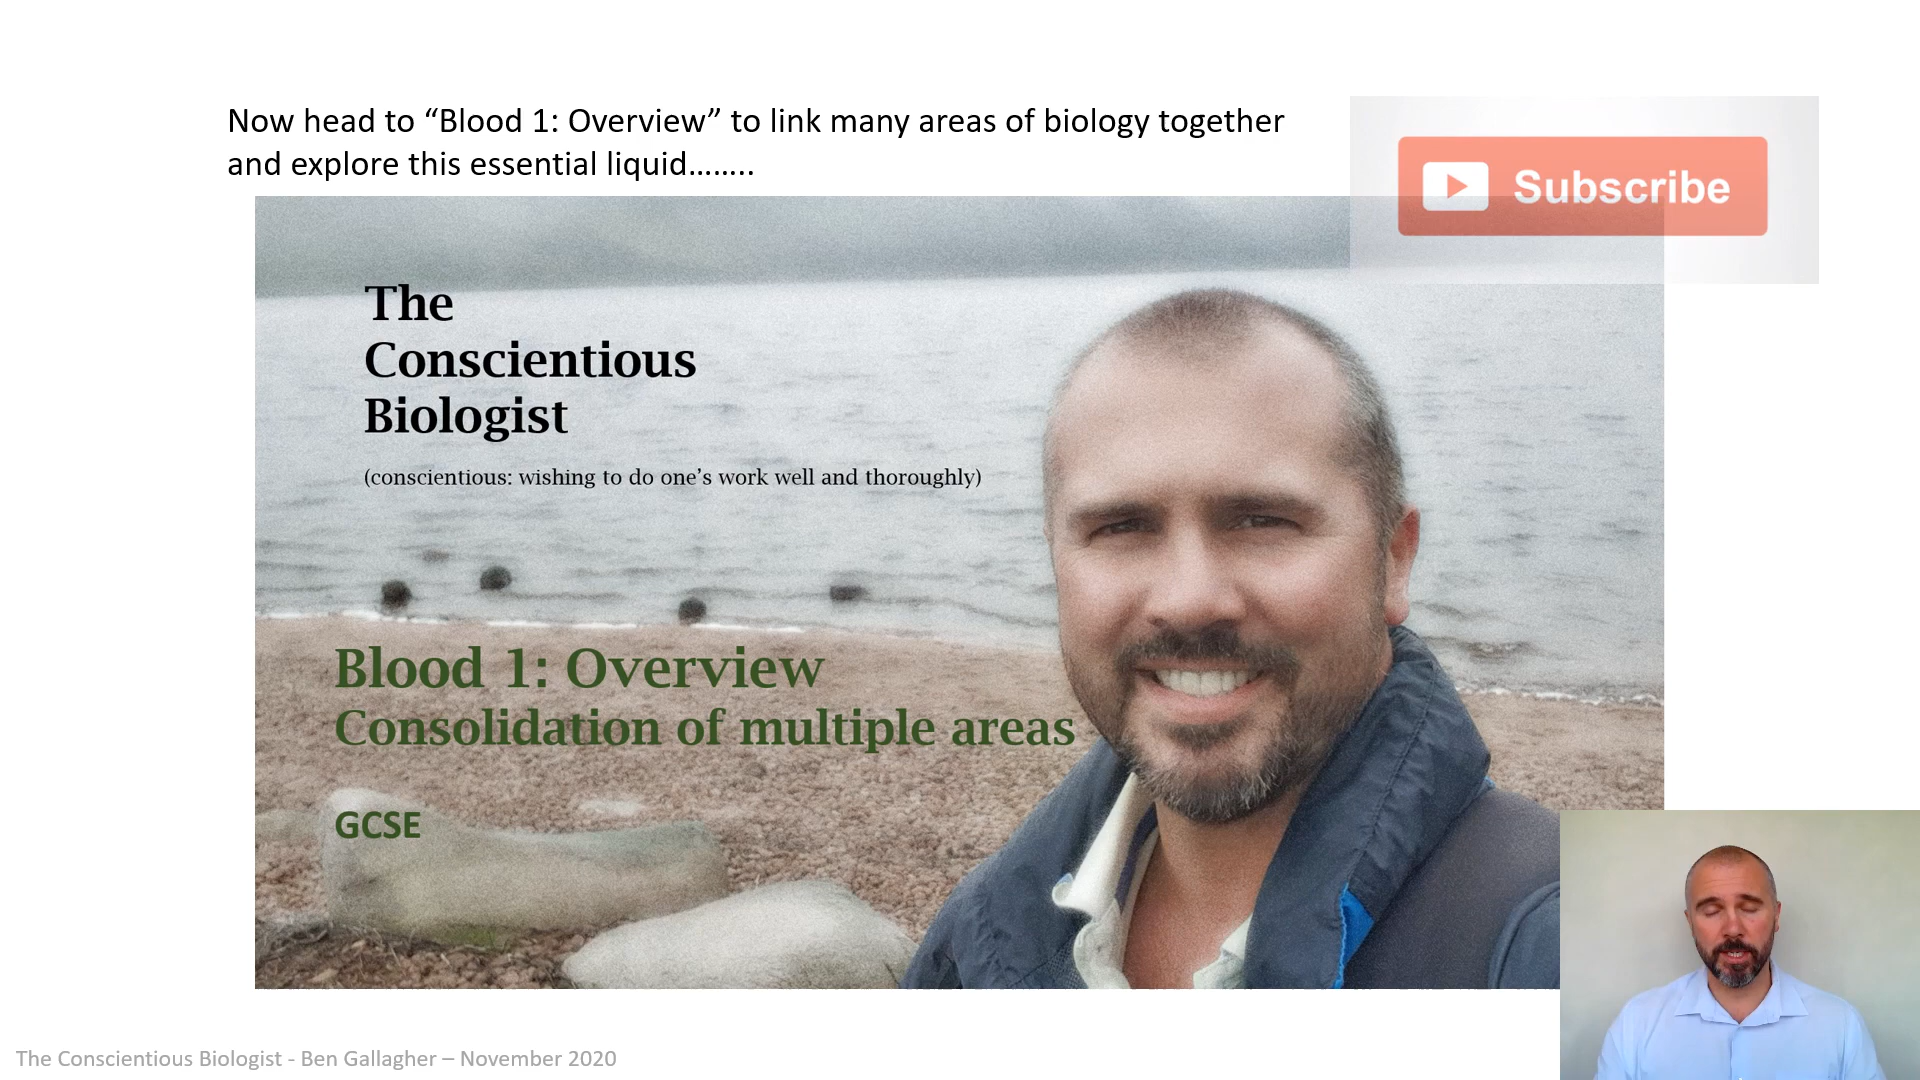 Now head to “Blood 1: Overview” to link many areas of biology together
and explore this essential liquid……..
Subscribe
The
Conscientious
Biologist
(conscientious: wishing to do one’s work well and thoroughly)
Blood 1: Overview
Consolidation of multiple areas
GCSE
The Conscientious Biologist - Ben Gallagher – November 2020